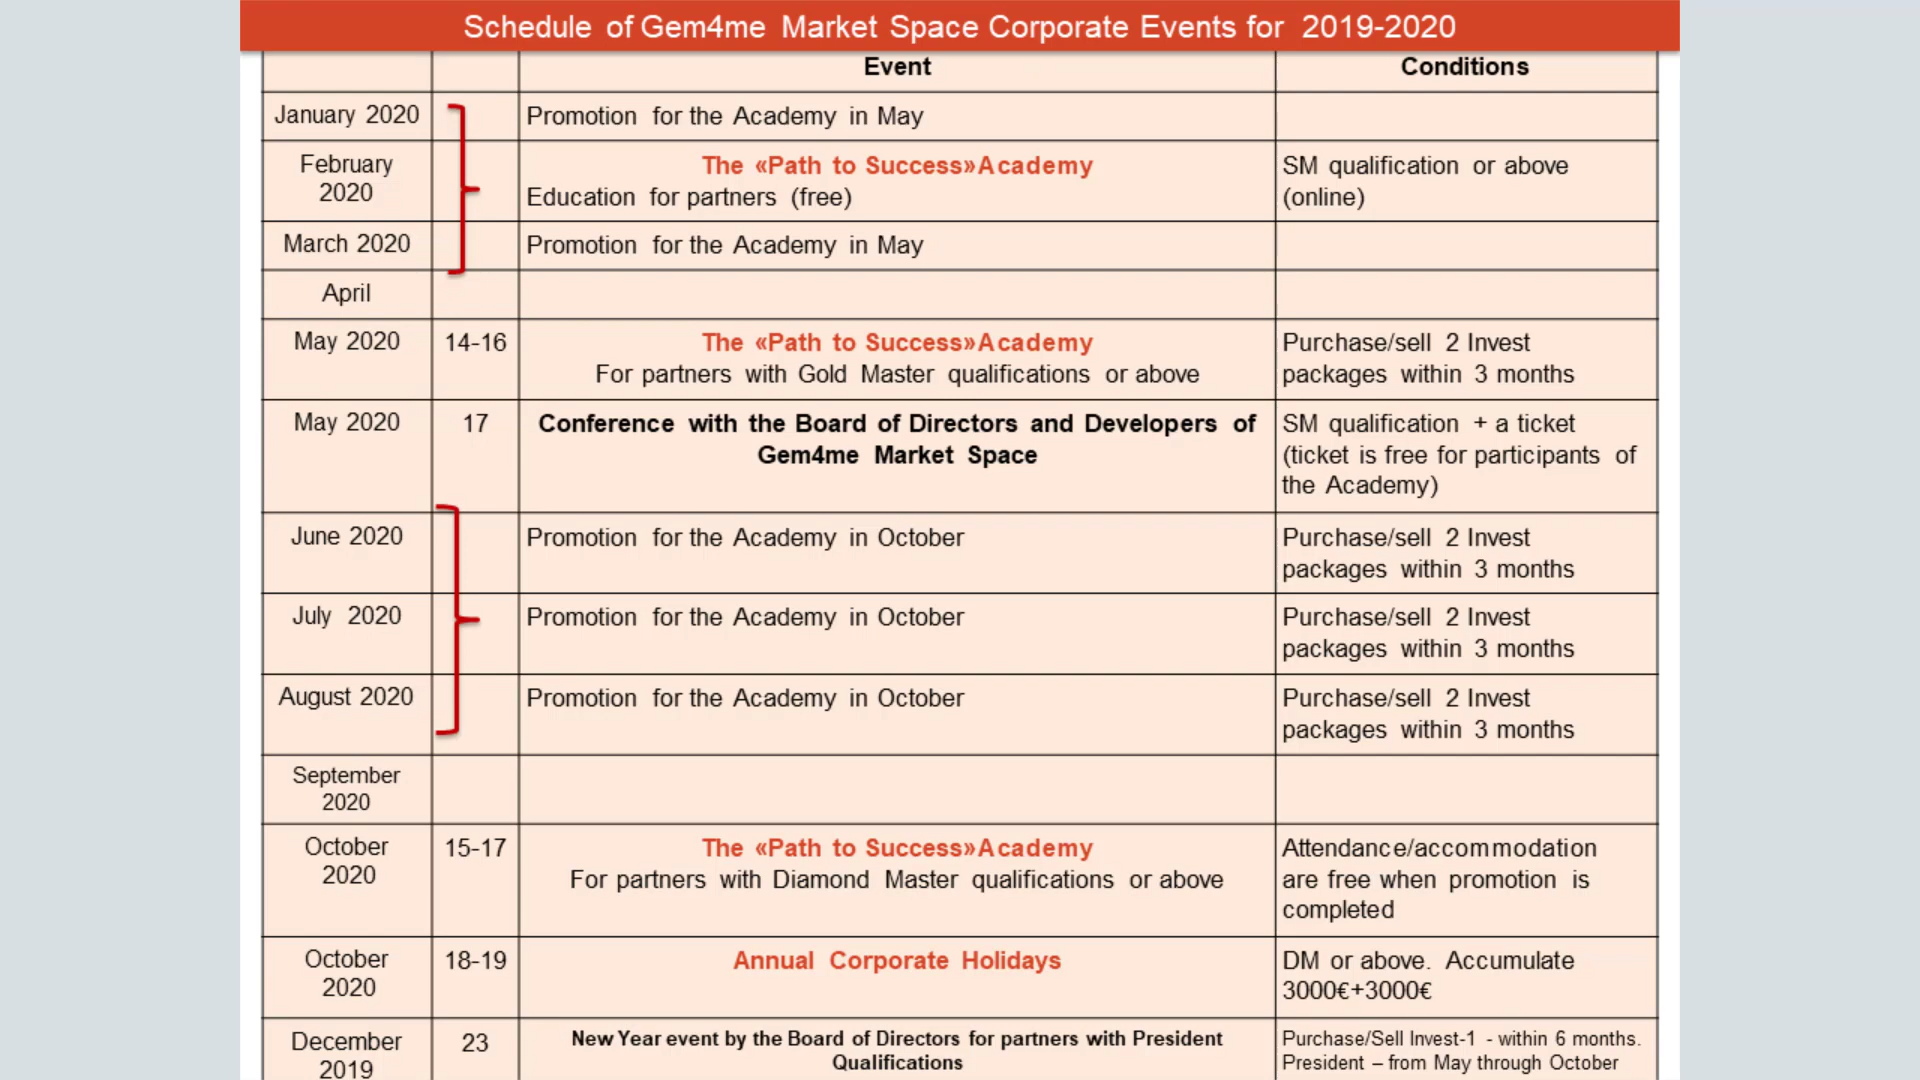 Schedule of Gem4me Market Space Corporate Events for 2019-2020
Event
Conditions
January 2020
Promotion for the Academy in May
February
2020
The «Path to Success»Academy
Education for partners (free)
SM qualification or above
(online)
March 2020
Promotion for the Academy in May
April
May 2020
14-16
The «Path to Success»Academy
For partners with Gold Master qualifications or above
Purchase/sell 2 Invest
packages within 3 months
May 2020
17
Conference with the Board of Directors and Developers of
Gem4me Market Space
SM qualification + a ticket
(ticket is free for participants of
the Academy)
June 2020
Promotion for the Academy in October
Purchase/sell 2 Invest
packages within 3 months
July 2020
Promotion for the Academy in October
Purchase/sell 2 Invest
packages within 3 months
August 2020
Promotion for the Academy in October
Purchase/sell 2 Invest
packages within 3 months
September
2020
October
2020
15-17
The «Path to Success»Academy
For partners with Diamond Master qualifications or above
Attendance/accommodation
are free when promotion is
completed
October
2020
18-19
Annual Corporate Holidays
DM or above. Accumulate
3000€+3000€
December
2019
23
New Year event by the Board of Directors for partners with President
Qualifications
Purchase/Sell Invest-1 - within 6 months.
President – from May through October